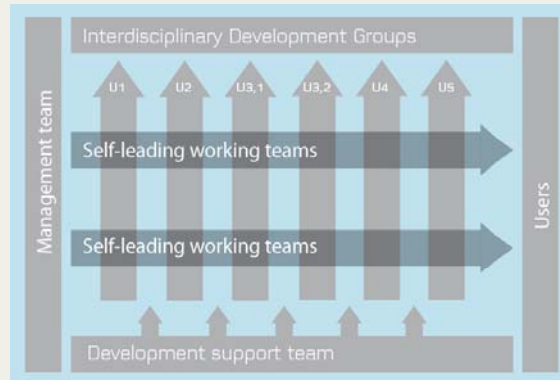 Interdisciplinary Development Groups
Management team
U1 U2 U3,1 U3,2 U4 U5
Self-leading working teams
Self-leading working teams
Users
Development support team